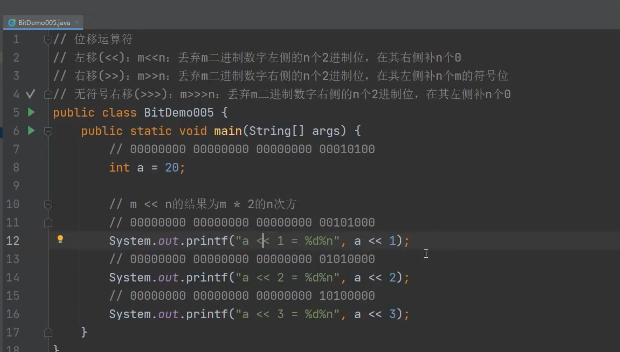 BitDemo005.java
1 // 位移运算符
2 // 左移(<<): m<<n: 丢弃m二进制数字左侧的n个2进制位，在其右侧补n个0
3 // 右移(>>): m>>n: 丢弃m二进制数字右侧的n个2进制位，在其左侧补n个m的符号位
4 // 无符号右移(>>>): m>>>n: 丢弃m二进制数字右侧的n个2进制位，在其左侧补n个0
5 public class BitDemo005 {
6 public static void main(String[] args) {
7 // 00000000 00000000 00000000 00010100
8 int a = 20;
9
10 // m << n的结果为m * 2的n次方
11 // 00000000 00000000 00000000 00101000
12 System.out.printf("a << 1 = %d%n", a << 1);
13 // 00000000 00000000 00000000 01010000
14 System.out.printf("a << 2 = %d%n", a << 2);
15 // 00000000 00000000 00000000 10100000
16 System.out.printf("a << 3 = %d%n", a << 3);
17 }
18 }